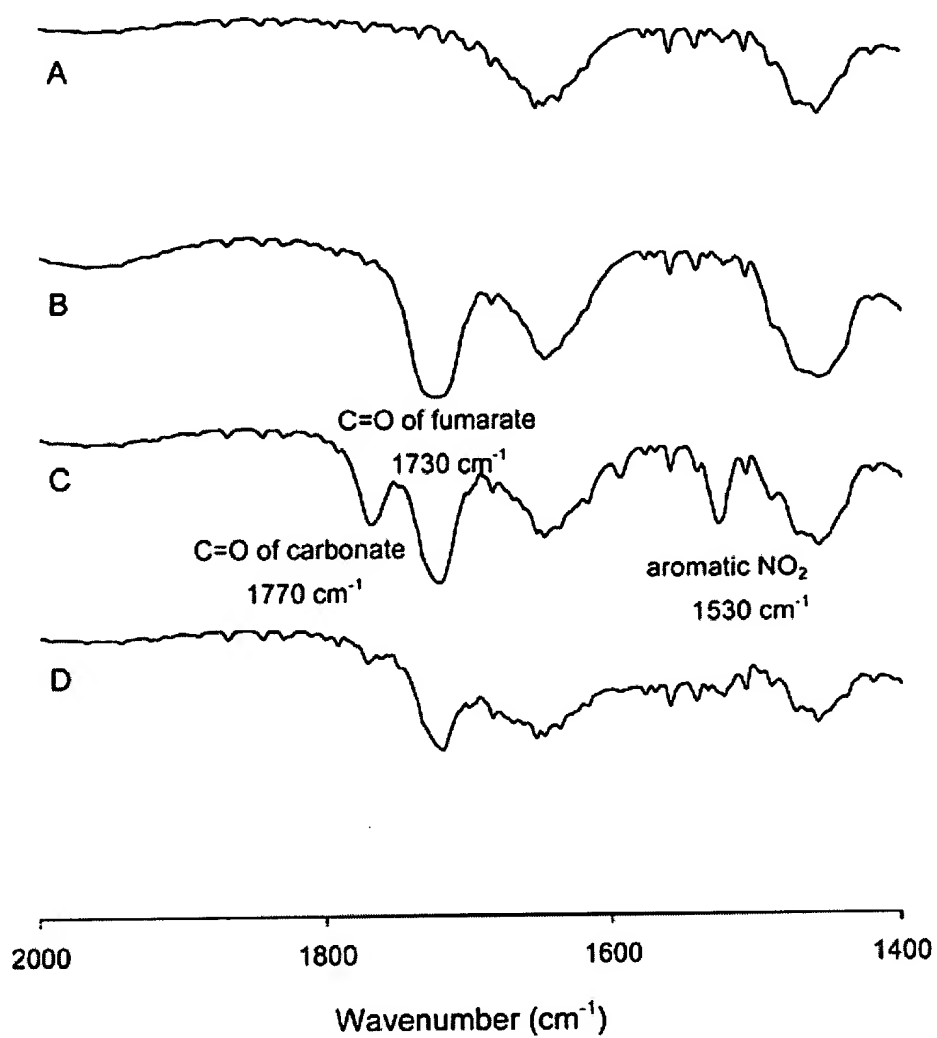 A
B
C=O of fumarate
1730 cm⁻¹
C
C=O of carbonate
1770 cm⁻¹
aromatic NO₂
1530 cm⁻¹
D
2000 1800 1600 1400
Wavenumber (cm⁻¹)